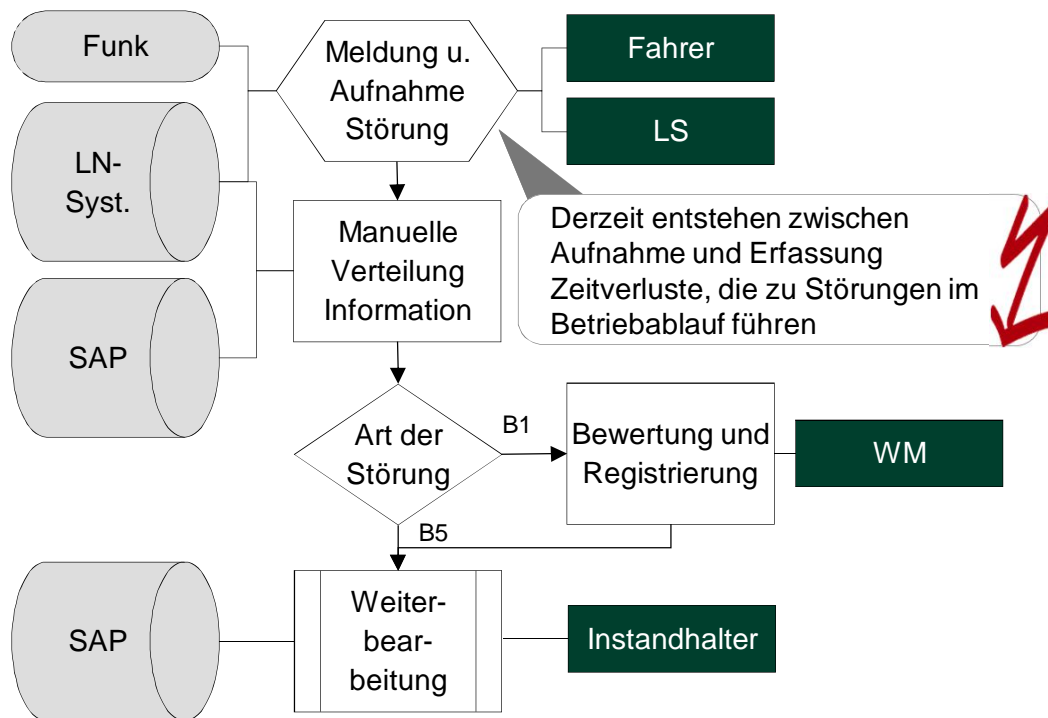 Funk
Meldung u.
Aufnahme
Störung
Fahrer
LS
LN-
Syst.
Manuelle
Verteilung
Information
Derzeit entstehen zwischen
Aufnahme und Erfassung
Zeitverluste, die zu Störungen im
Betriebablauf führen
SAP
Art der
Störung
B1
Bewertung und
Registrierung
WM
B5
SAP
Weiter-
bear-
beitung
Instandhalter